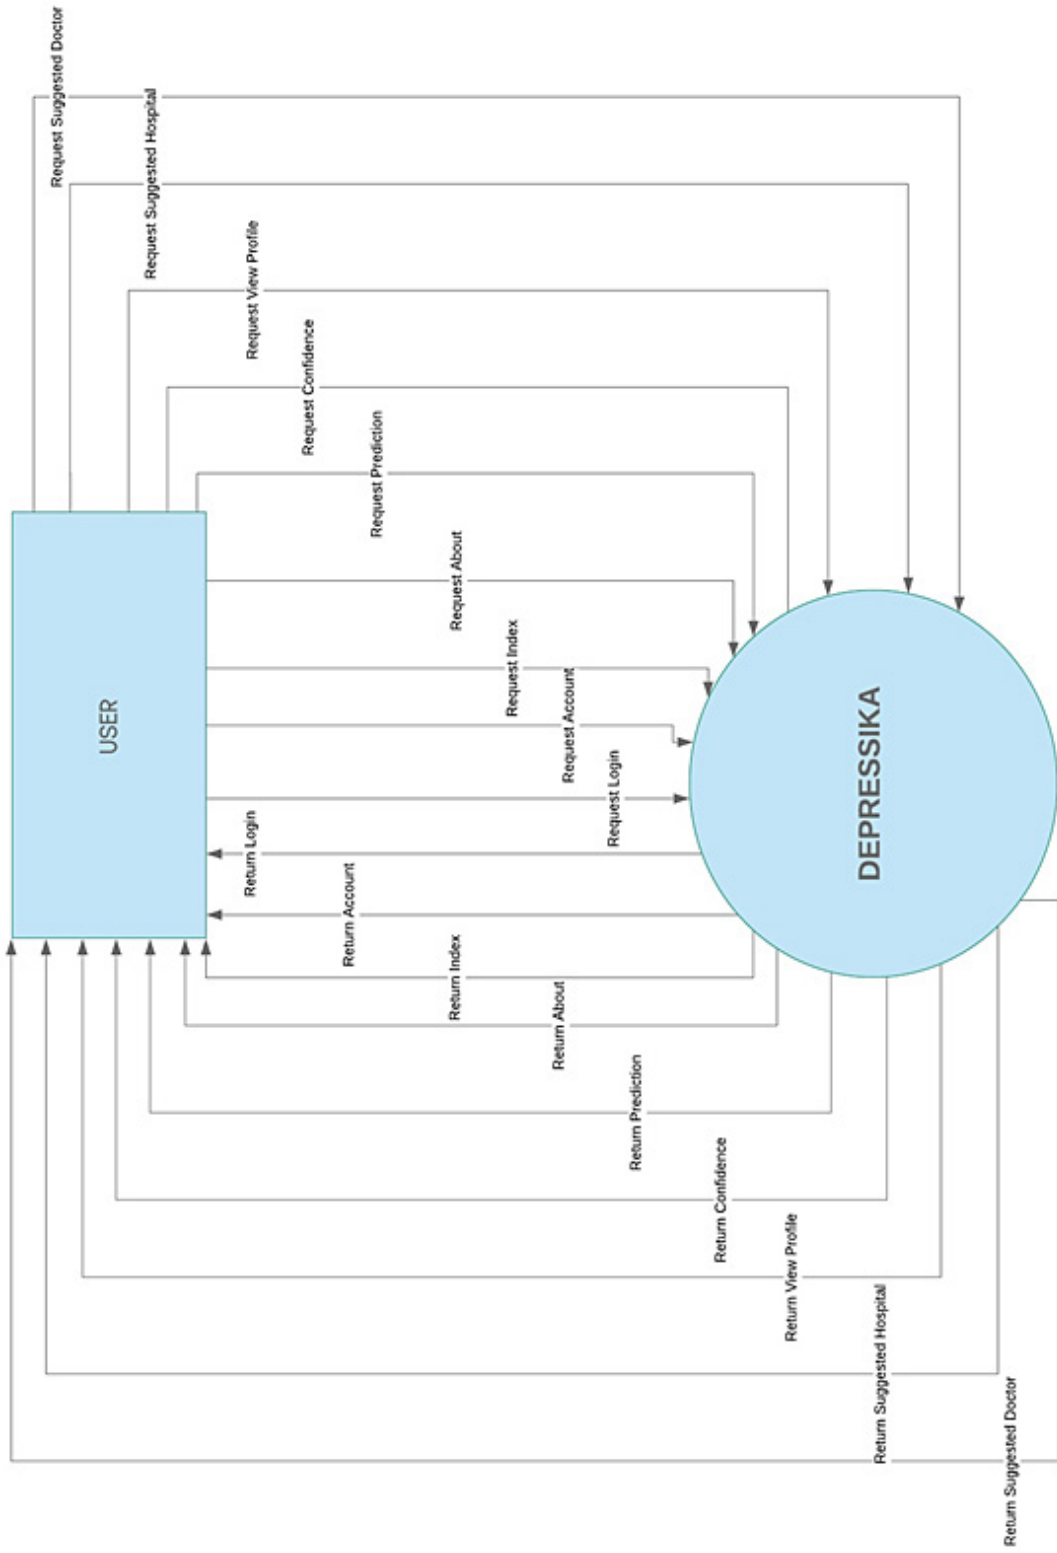 Request Suggested Doctor
Request Suggested Hospital
Request View Profile
Request Confidence
Request Prediction
Request About
Request Index
Request Account
Request Login
USER
DEPRESSIKA
Return Login
Return Account
Return Index
Return About
Return Prediction
Return Confidence
Return View Profile
Return Suggested Hospital
Return Suggested Doctor